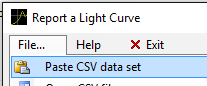 Report a Light Curve
File... Help Exit
Paste CSV data set